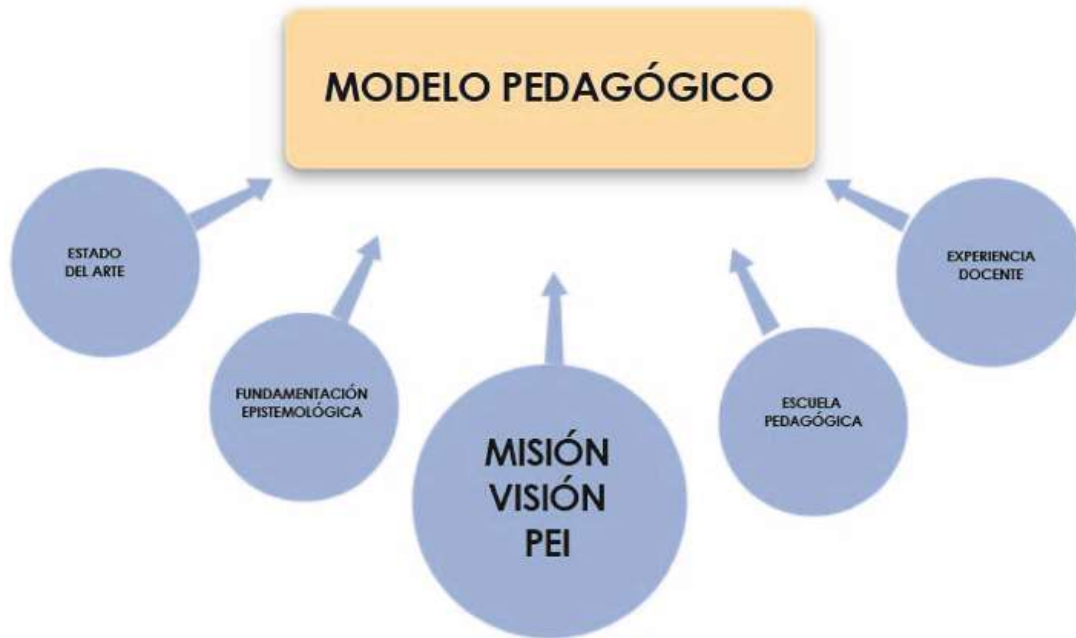 MODELO PEDAGÓGICO
ESTADO
DEL ARTE
FUNDAMENTACIÓN
EPISTEMOLÓGICA
MISIÓN
VISIÓN
PEI
ESCUELA
PEDAGÓGICA
EXPERIENCIA
DOCENTE